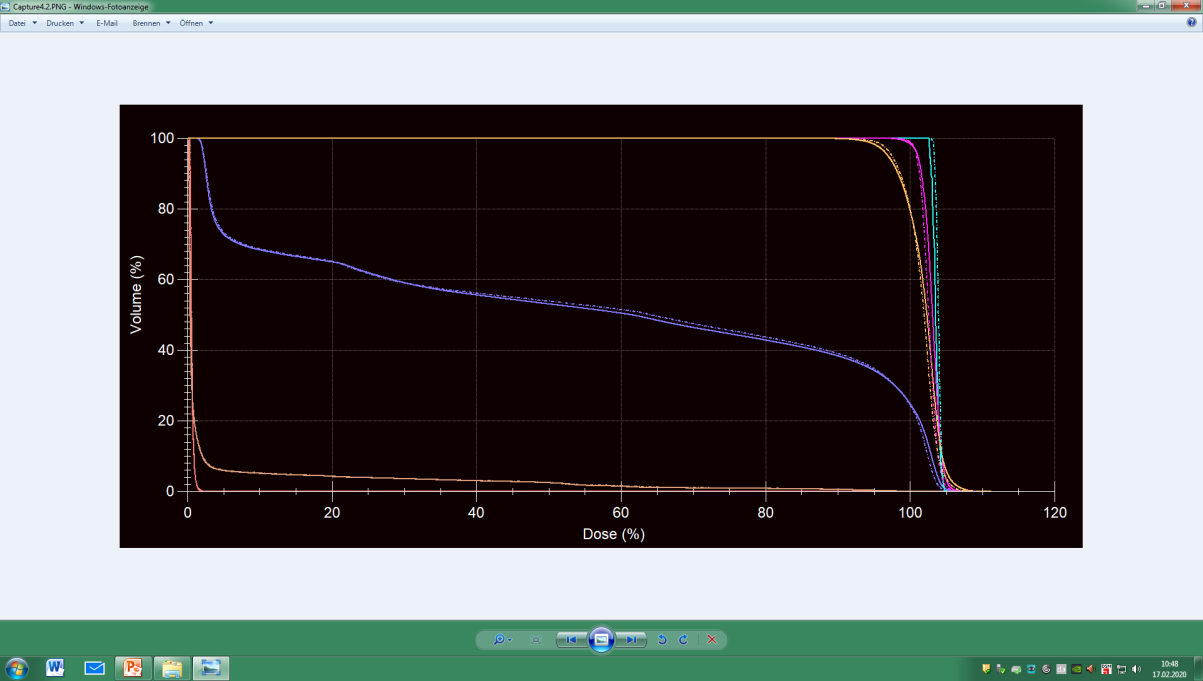 Capture4.2.PNG - Windows-Fotoanzeige
Datei Drucken E-Mail Brennen Öffnen
100
80
60
40
20
0
Volume (%)
0 20 40 60 80 100 120
Dose (%)
10:48
17.02.2020